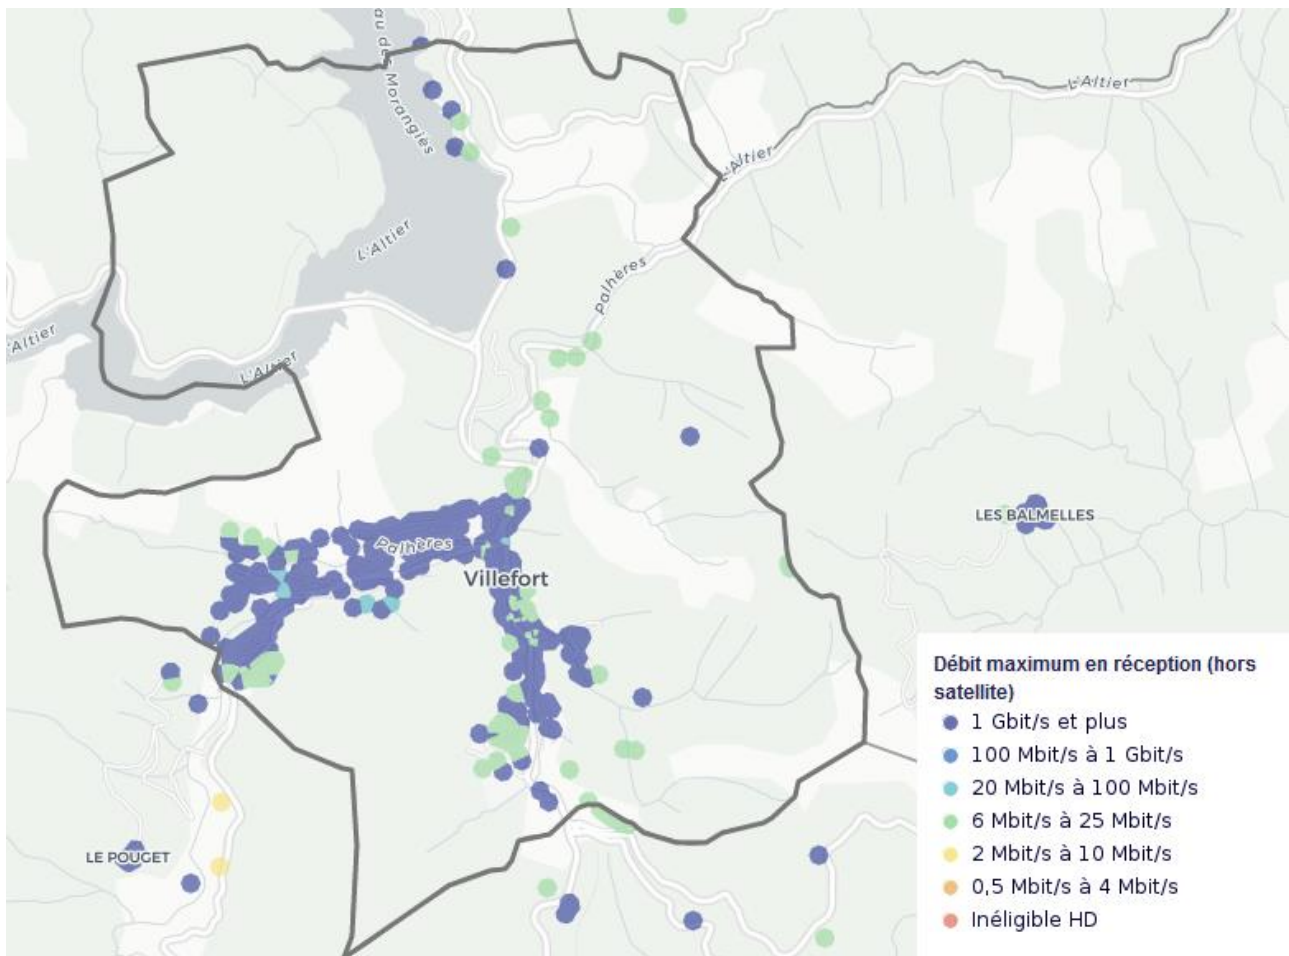 au des Morangiès
L'Altier
L'Altier
L'Altier
Palhères
L'Altier
L'Altier
LES BALMELLES
Palhères
Villefort
LE POUGET
Débit maximum en réception (hors
satellite)
1 Gbit/s et plus
100 Mbit/s à 1 Gbit/s
20 Mbit/s à 100 Mbit/s
6 Mbit/s à 25 Mbit/s
2 Mbit/s à 10 Mbit/s
0,5 Mbit/s à 4 Mbit/s
Inéligible HD